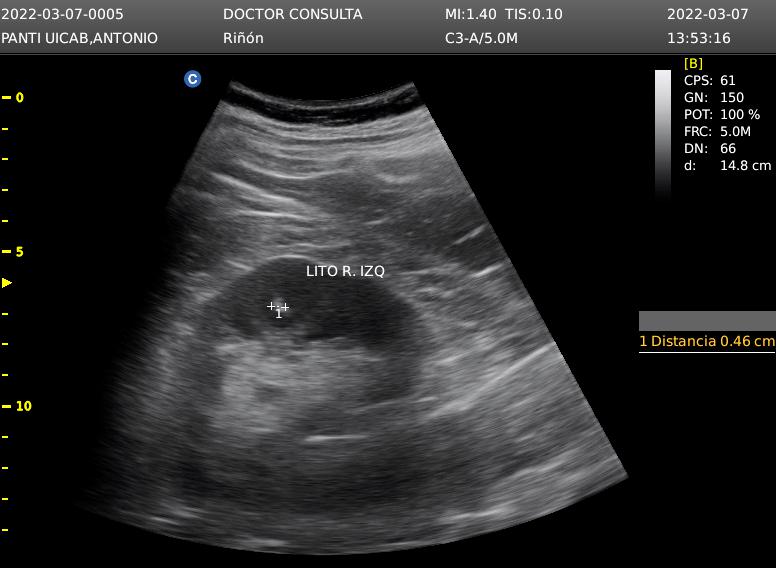 2022-03-07-0005 DOCTOR CONSULTA MI:1.40 TIS:0.10 2022-03-07
PANTI UICAB,ANTONIO Riñón C3-A/5.0M 13:53:16
C
[B]
CPS: 61
GN: 150
POT: 100 %
FRC: 5.0M
DN: 66
d: 14.8 cm
0
5
10
LITO R. IZQ
1
1 Distancia 0.46 cm